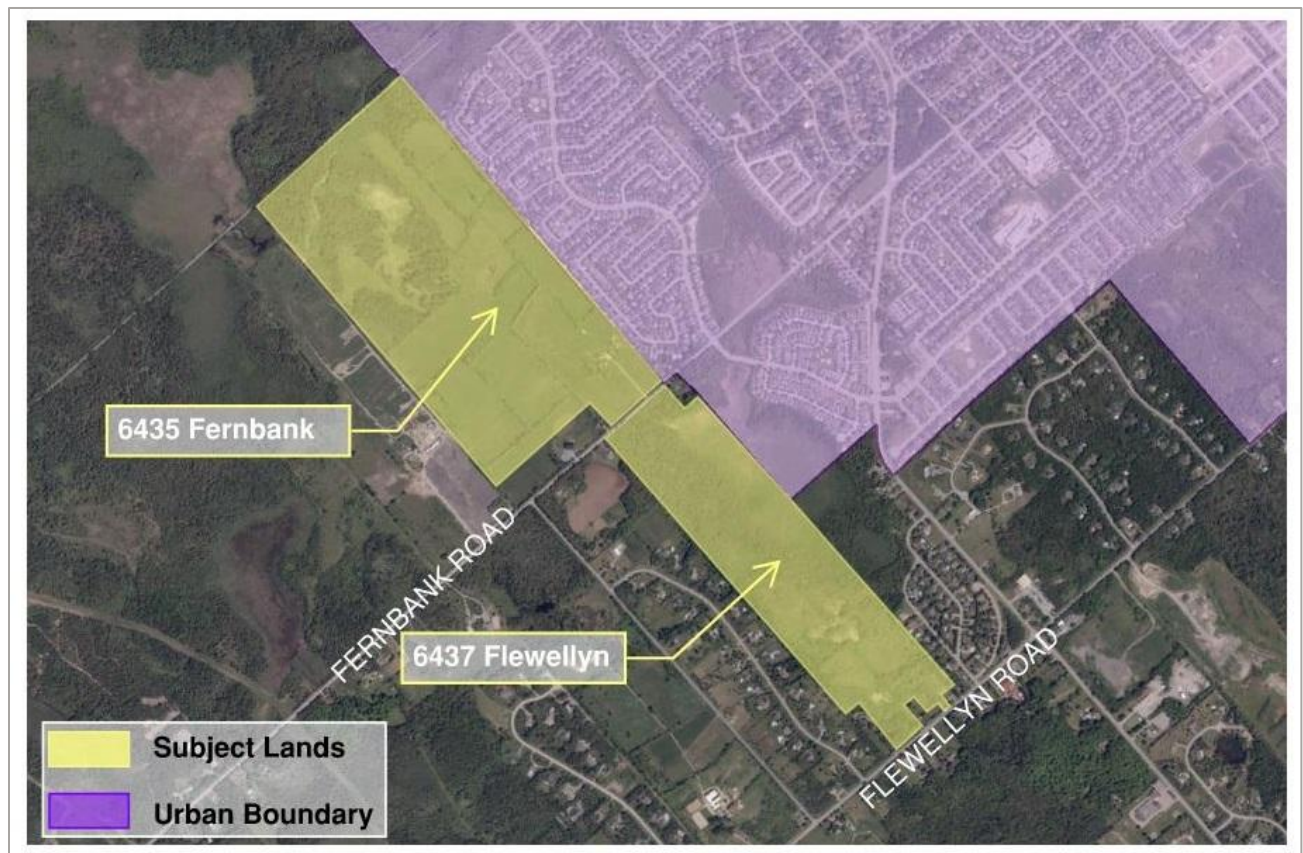 6435 Fernbank
FERNBANK ROAD
6437 Flewellyn
FLEWELLYN ROAD
Subject Lands
Urban Boundary